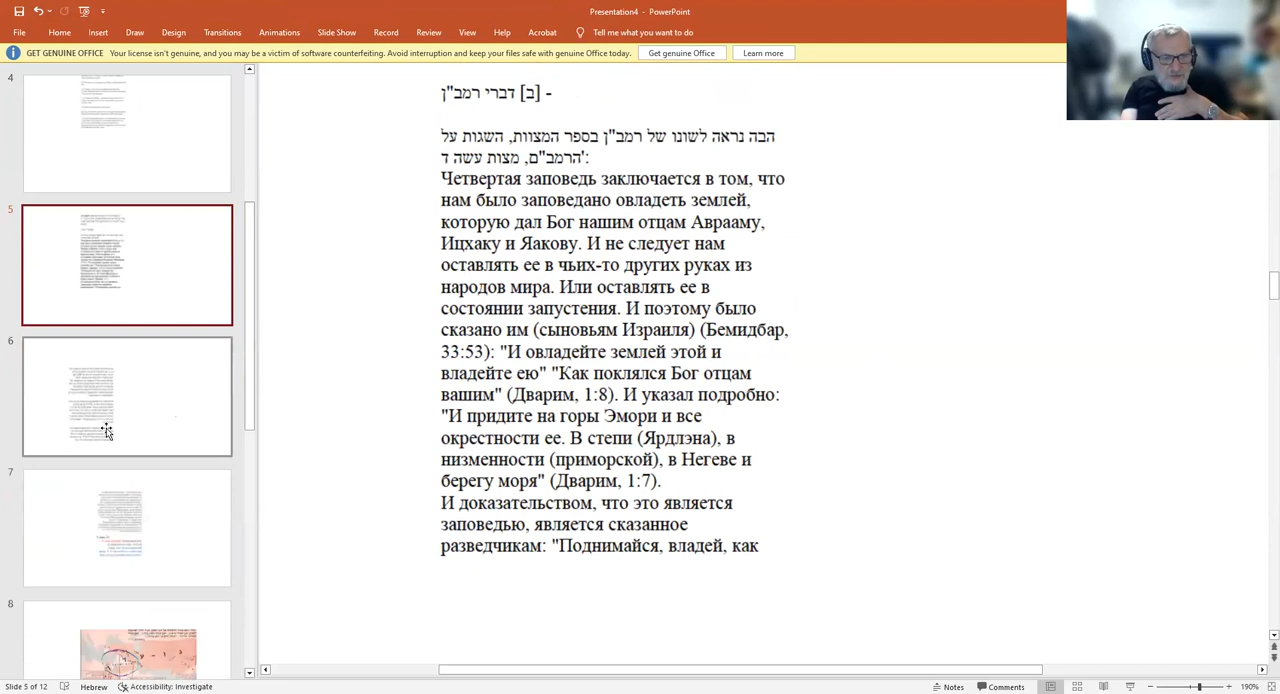 Presentation4 - PowerPoint
File Home Insert Draw Design Transitions Animations Slide Show Record Review View Help Acrobat Tell me what you want to do
GET GENUINE OFFICE Your license isn't genuine, and you may be a victim of software counterfeiting. Avoid interruption and keep your files safe with genuine Office today. Get genuine Office Learn more
4
5
6
7
8
- [ב] דברי רמב"ן
הבה נראה לשונו של רמב"ן בספר המצוות, השגות על
הרמב"ם, מצות עשה ד':
Четвертая заповедь заключается в том, что
нам было заповедано овладеть землей,
которую дал Бог нашим отцам Аврааму,
Ицхаку и Яакову. И не следует нам
оставлять ее в чьих-то других руках из
народов мира. Или оставлять ее в
состоянии запустения. И поэтому было
сказано им (сыновьям Израиля) (Бемидбар,
33:53): "И овладейте землей этой и
"Как поклялся Бог отцам
вашим" (Дварим, 1:8). И указал подробно:
"И придите на горы Эмори и все
окрестности ее. В степи (Ярдлэна), в
низменности (приморской), в Негеве и
берегу моря" (Дварим, 1:7).
И доказательством, что это является
заповедью, является сказанное
разведчикам: "Поднимайся, владей, как
Slide 5 of 12 Hebrew Accessibility: Investigate Notes Comments 190%